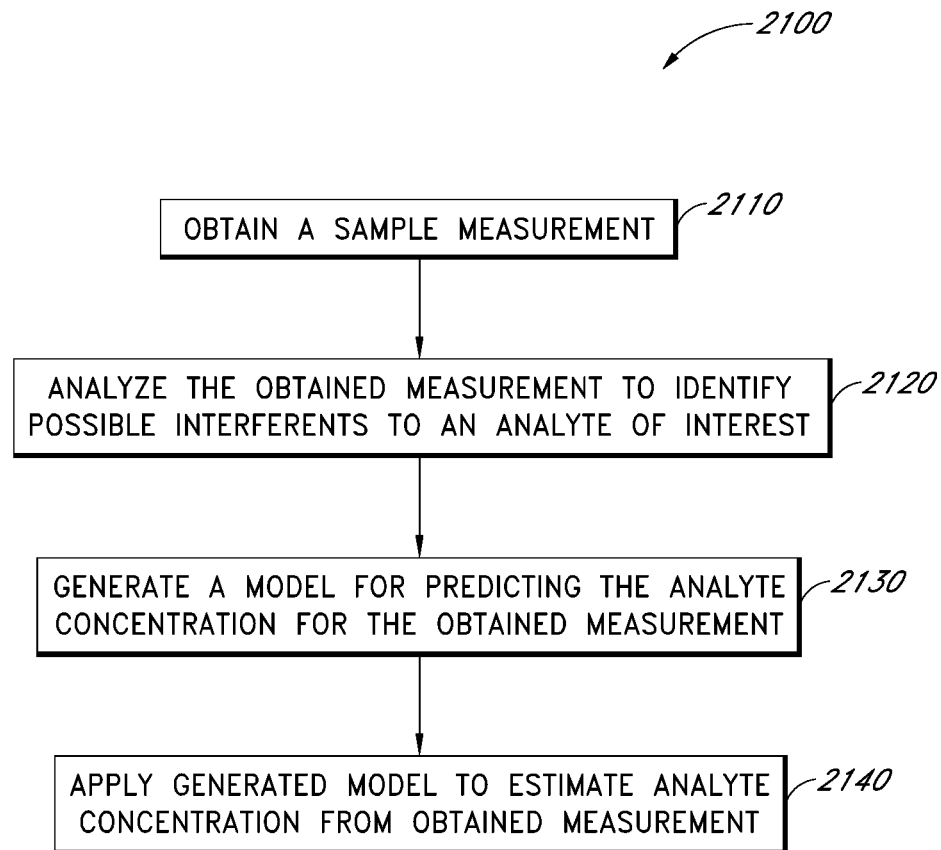 2100
OBTAIN A SAMPLE MEASUREMENT
2110
ANALYZE THE OBTAINED MEASUREMENT TO IDENTIFY
POSSIBLE INTERFERENTS TO AN ANALYTE OF INTEREST
2120
GENERATE A MODEL FOR PREDICTING THE ANALYTE
CONCENTRATION FOR THE OBTAINED MEASUREMENT
2130
APPLY GENERATED MODEL TO ESTIMATE ANALYTE
CONCENTRATION FROM OBTAINED MEASUREMENT
2140